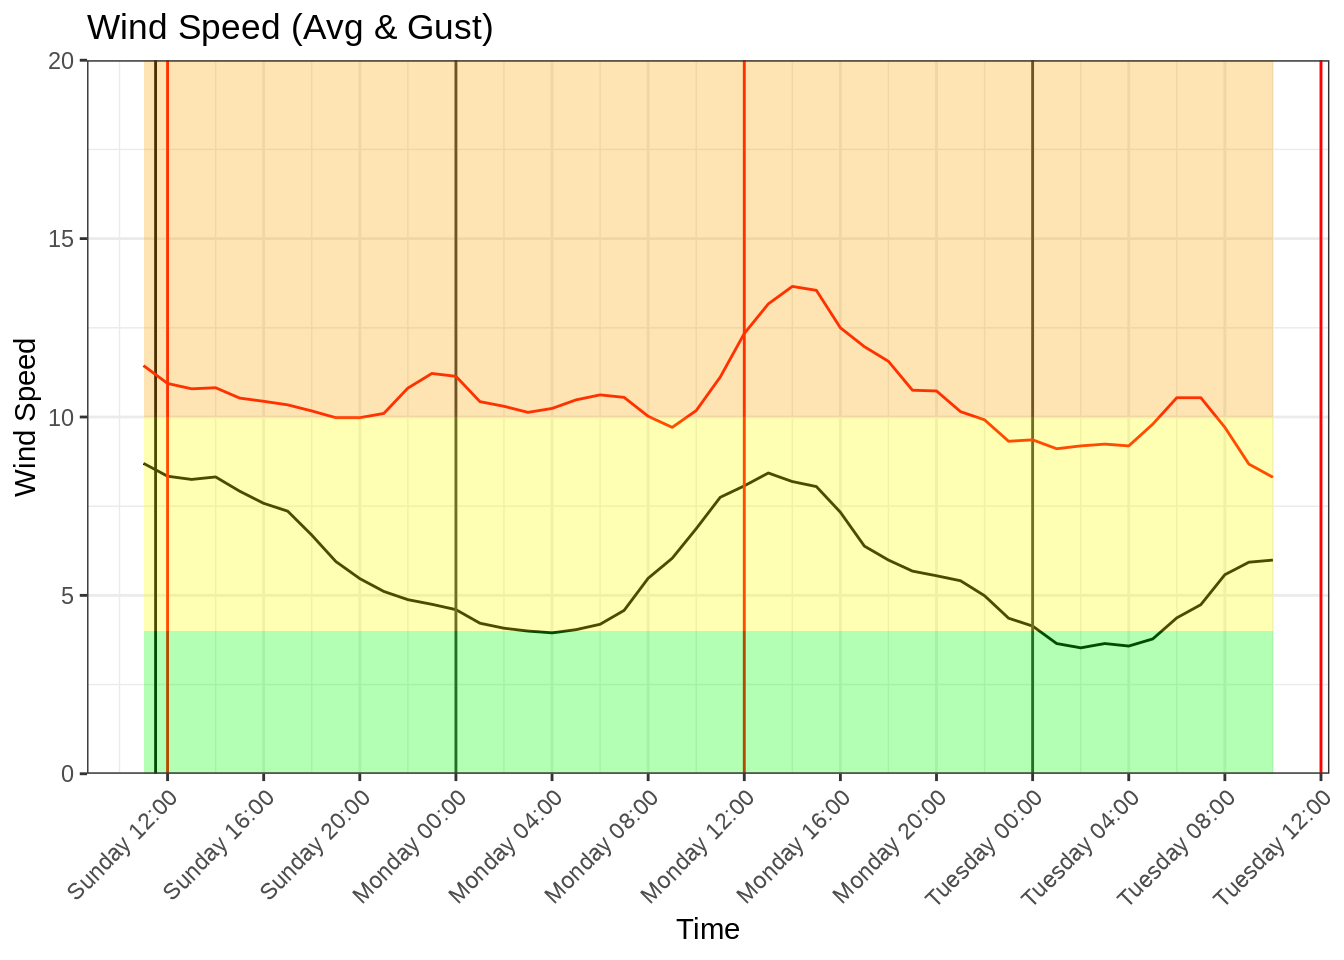 Wind Speed (Avg & Gust)
20
15
10
5
0
Wind Speed
Sunday 12:00
Sunday 16:00
Sunday 20:00
Monday 00:00
Monday 04:00
Monday 08:00
Monday 12:00
Monday 16:00
Monday 20:00
Tuesday 00:00
Tuesday 04:00
Tuesday 08:00
Tuesday 12:00
Time